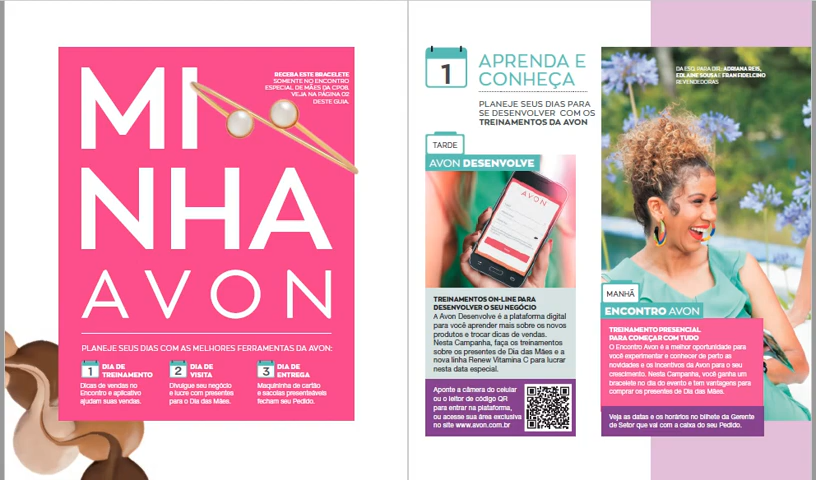 MI
NHA
AVON
RECEBA ESTE BRACELETE
SOMENTE NO ENCONTRO
ESPECIAL DE MÃES DA CP08.
VEJA NA PÁGINA 02
DESTE GUIA.
PLANEJE SEUS DIAS COM AS MELHORES FERRAMENTAS DA AVON:
1 DIA DE
TREINAMENTO
Dicas de vendas no
Encontro e aplicativo
ajudam suas vendas.
2 DIA DE
VISITA
Divulgue seu negócio
e lucre com presentes
para o Dia das Mães.
3 DIA DE
ENTREGA
Maquininha de cartão
e sacolas presenteáveis
fecham seu Pedido.
1
APRENDA E
CONHEÇA
PLANEJE SEUS DIAS PARA
SE DESENVOLVER COM OS
TREINAMENTOS DA AVON
TARDE
AVON DESENVOLVE
AVON
TREINAMENTOS ON-LINE PARA
DESENVOLVER O SEU NEGÓCIO
A Avon Desenvolve é a plataforma digital
para você aprender mais sobre os novos
produtos e trocar dicas de vendas.
Nesta Campanha, faça os treinamentos
sobre os presentes de Dia das Mães e a
nova linha Renew Vitamina C para lucrar
nesta data especial.
Aponte a câmera do celular
ou o leitor de código QR
para entrar na plataforma,
ou acesse sua área exclusiva
no site www.avon.com.br
DA ESQ. PARA DIR.: ADRIANA REIS,
EDLAINE SOUSA E FRAN FIDELCINO
REVENDEDORAS
MANHÃ
ENCONTRO AVON
TREINAMENTO PRESENCIAL
PARA COMEÇAR COM TUDO
O Encontro Avon é a melhor oportunidade para
você experimentar e conhecer de perto as
novidades e os incentivos da Avon para o seu
crescimento. Nesta Campanha, você ganha um
bracelete no dia do evento e tem vantagens para
comprar os presentes de Dia das Mães.
Veja as datas e os horários no bilhete da Gerente
de Setor que vai com a caixa do seu Pedido.